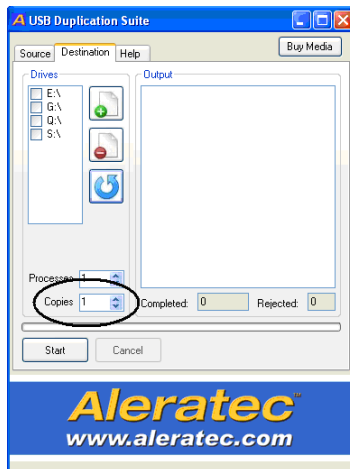 A USB Duplication Suite
Buy Media
Source Destination Help
Drives
Output
E:\
G:\
Q:\
S:\
Processes 1
Copies 1
Completed: 0 Rejected: 0
Start Cancel
Aleratec™
www.aleratec.com